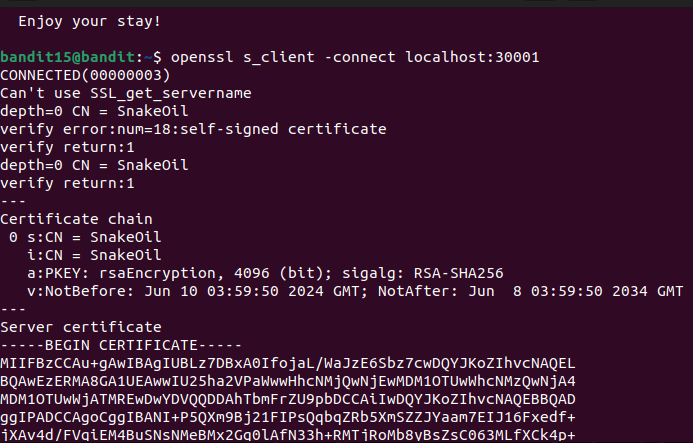 Enjoy your stay!
bandit15@bandit:~$ openssl s_client -connect localhost:30001
CONNECTED(00000003)
Can't use SSL_get_servername
depth=0 CN = SnakeOil
verify error:num=18:self-signed certificate
verify return:1
depth=0 CN = SnakeOil
verify return:1
---
Certificate chain
 0 s:CN = SnakeOil
   i:CN = SnakeOil
   a:PKEY: rsaEncryption, 4096 (bit); sigalg: RSA-SHA256
   v:NotBefore: Jun 10 03:59:50 2024 GMT; NotAfter: Jun  8 03:59:50 2034 GMT
---
Server certificate
-----BEGIN CERTIFICATE-----
MIIFBzCCAu+gAwIBAgIUBLz7DBxA0IfojaL/WaJzE6Sbz7cwDQYJKoZIhvcNAQEL
BQAwEzERMA8GA1UEAwwIU25ha2VPaWwwHhcNMjQwNjEwMDM1OTUwWhcNMzQwNjA4
MDM1OTUwWjATMREwDwYDVQQDDAhTbmFrZU9pbDCCAiIwDQYJKoZIhvcNAQEBBQAD
ggIPADCCAgoCggIBANI+P5QXm9Bj21FIPsQqbqZRb5XmSZZJYaam7EIJ16Fxedf+
jXAv4d/FVqiEM4BuSNsNMeBMx2Gq0lAfN33h+RMTjRoMb8yBsZsC063MLfXCk4p+